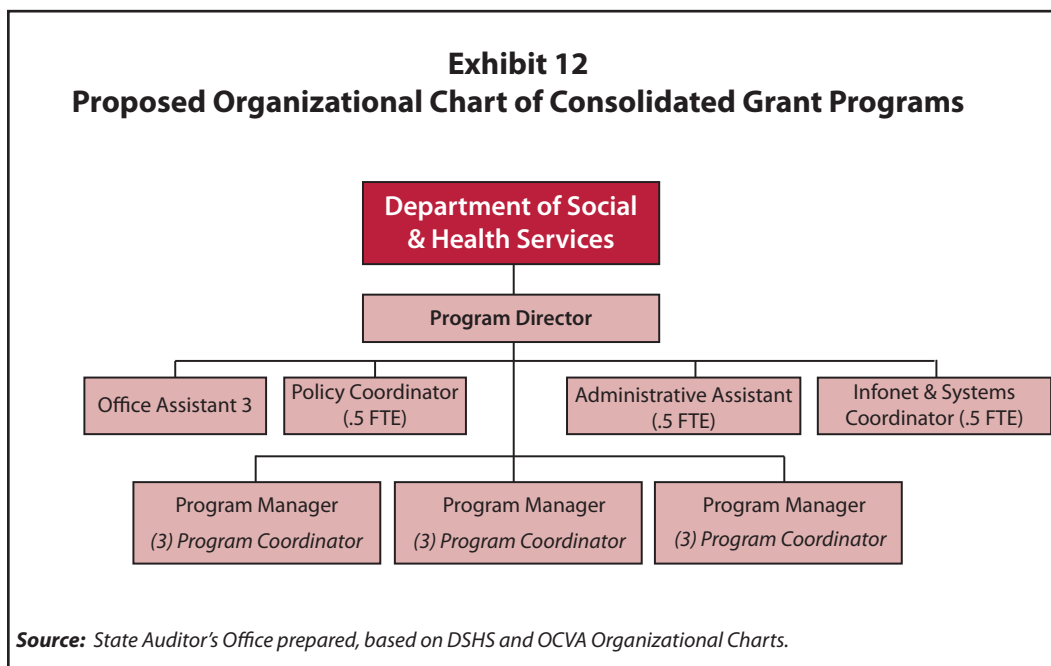 Exhibit 12
Proposed Organizational Chart of Consolidated Grant Programs
Department of Social
& Health Services
Program Director
Office Assistant 3
Policy Coordinator
(.5 FTE)
Administrative Assistant
(.5 FTE)
Infonet & Systems
Coordinator (.5 FTE)
Program Manager
(3) Program Coordinator
Program Manager
(3) Program Coordinator
Program Manager
(3) Program Coordinator
Source: State Auditor's Office prepared, based on DSHS and OCVA Organizational Charts.